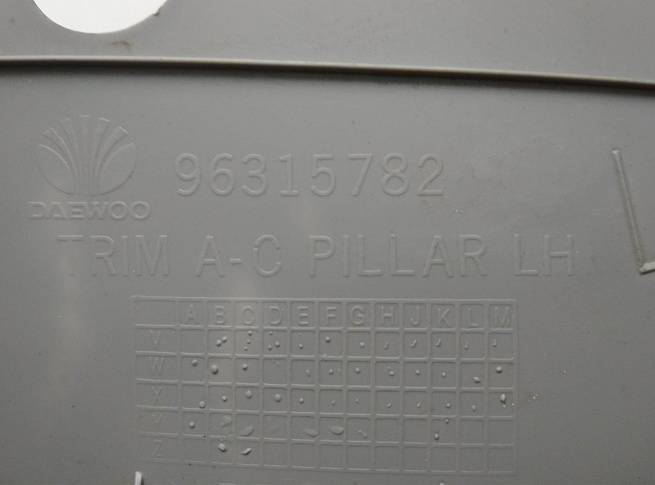 96315782
DAEWOO
TRIM A-C PILLAR LH
A B C D E F G H J K L M
V
W
X
Y
Z